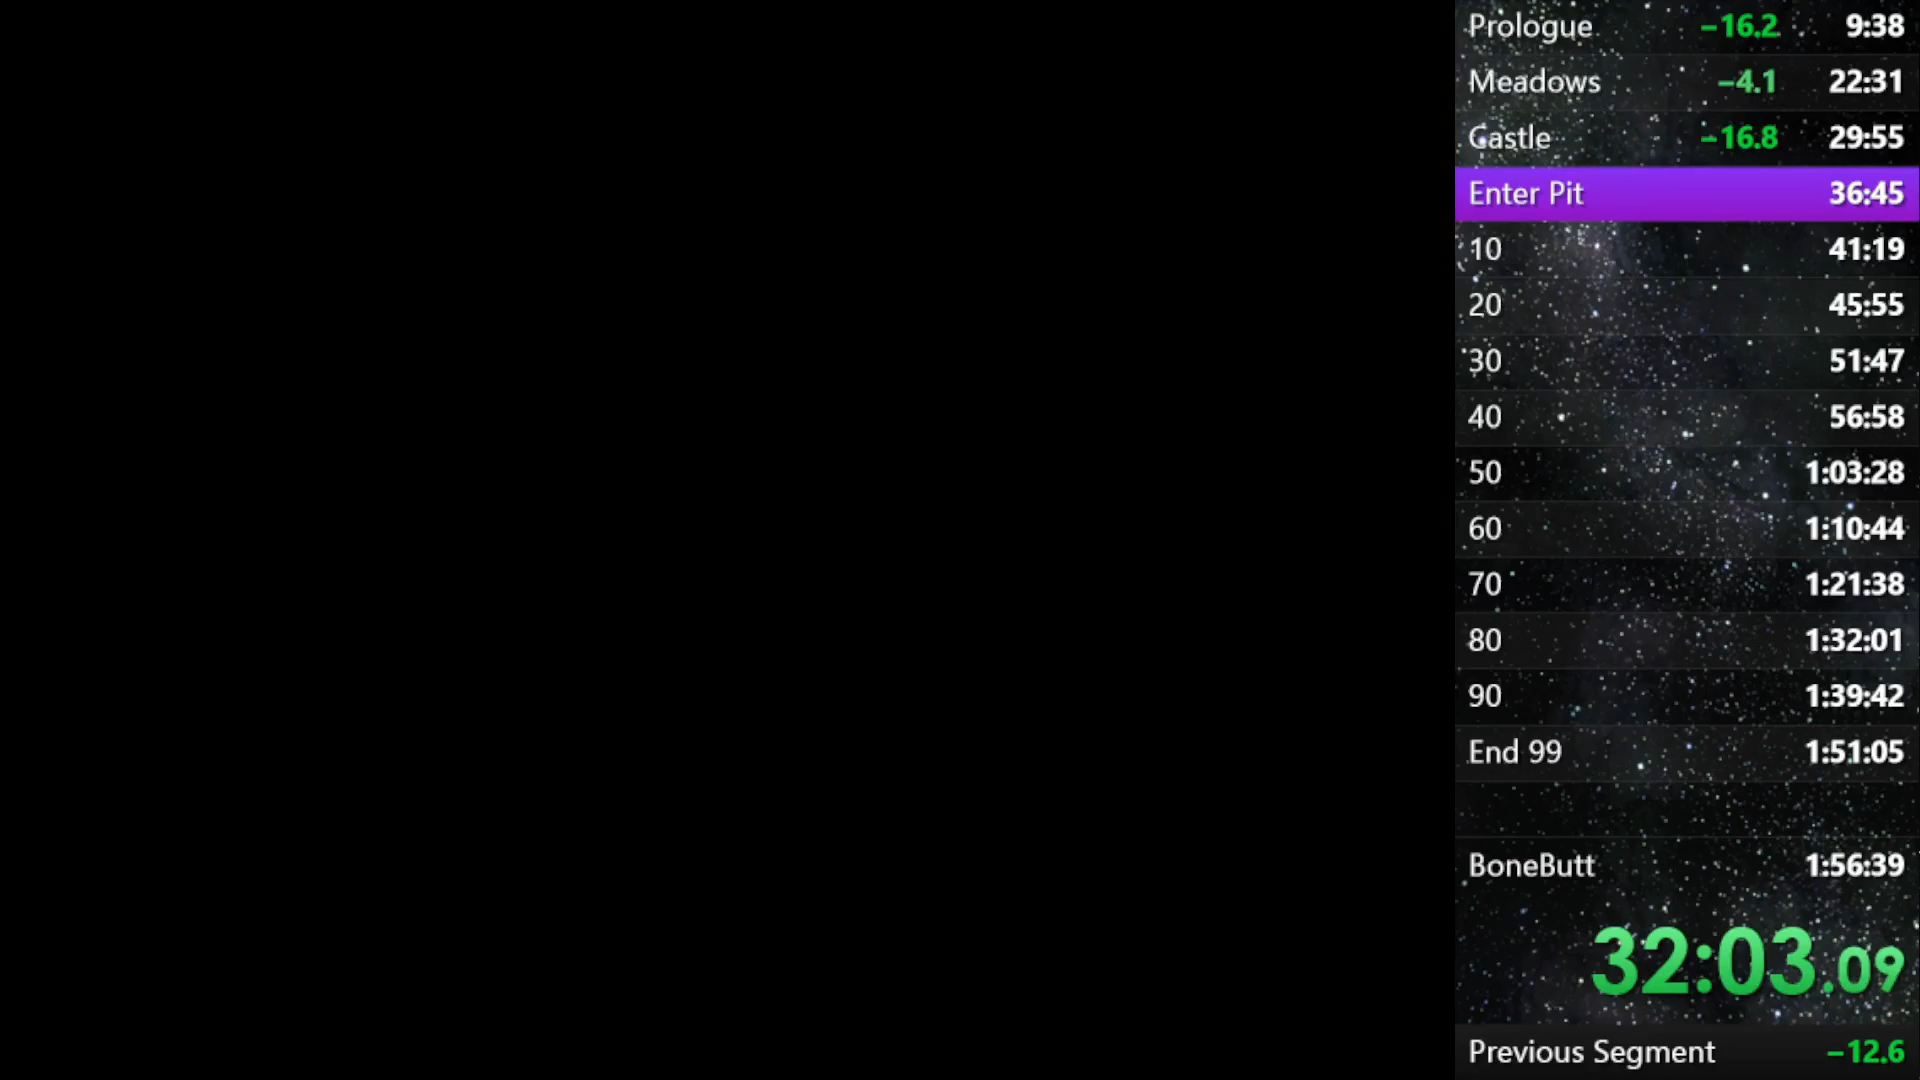 Prologue −16.2 9:38
Meadows −4.1 22:31
Castle −16.8 29:55
Enter Pit 36:45
10 41:19
20 45:55
30 51:47
40 56:58
50 1:03:28
60 1:10:44
70 1:21:38
80 1:32:01
90 1:39:42
End 99 1:51:05
BoneButt 1:56:39
32:03.09
Previous Segment −12.6